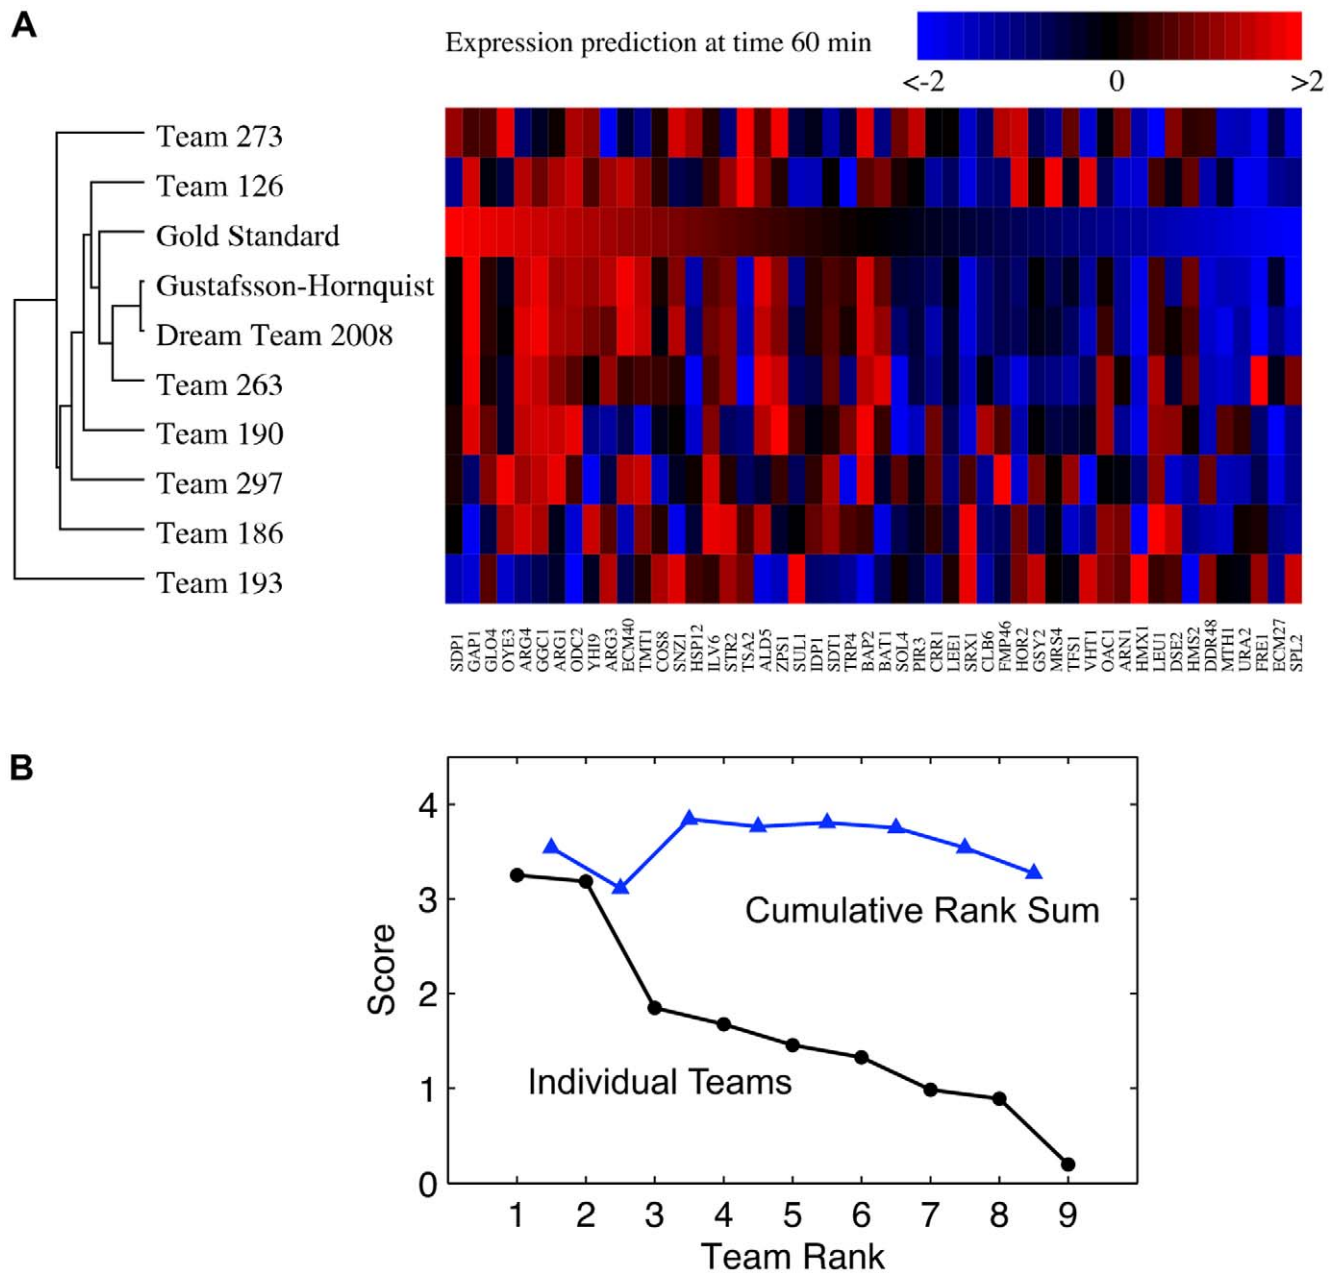 A
Expression prediction at time 60 min
<-2 0 >2
Team 273
Team 126
Gold Standard
Gustafsson-Hornquist
Dream Team 2008
Team 263
Team 190
Team 297
Team 186
Team 193
SDP1 GAP1 GLO4 OYE3 ARG4 GGC1 ARG1 ODC2 YHI9 ARG3 ECM40 TMT1 COS8 SNZ1 HSP12 ILV6 STR2 TSA2 ALD5 ZPS1 SUL1 IDP1 SDT1 TRP4 BAP2 BAT1 SOL4 PIR3 CRR1 LEE1 SRX1 CLB6 FMP46 HOR2 GSY2 MRS4 TFS1 VHT1 OAC1 ARN1 HMX1 LEU1 DSE2 HMS2 DDR48 MTH1 URA2 FRE1 ECM27 SPL2
B
4
3
2
1
0
Score
Cumulative Rank Sum
Individual Teams
1 2 3 4 5 6 7 8 9
Team Rank